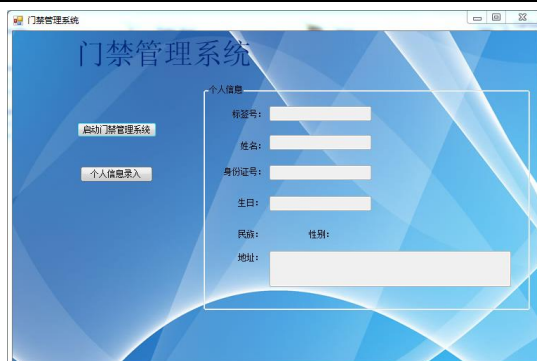 门禁管理系统
门禁管理系统
个人信息
标签号：
启动门禁管理系统
姓名：
个人信息录入
身份证号：
生日：
民族：
性别：
地址：